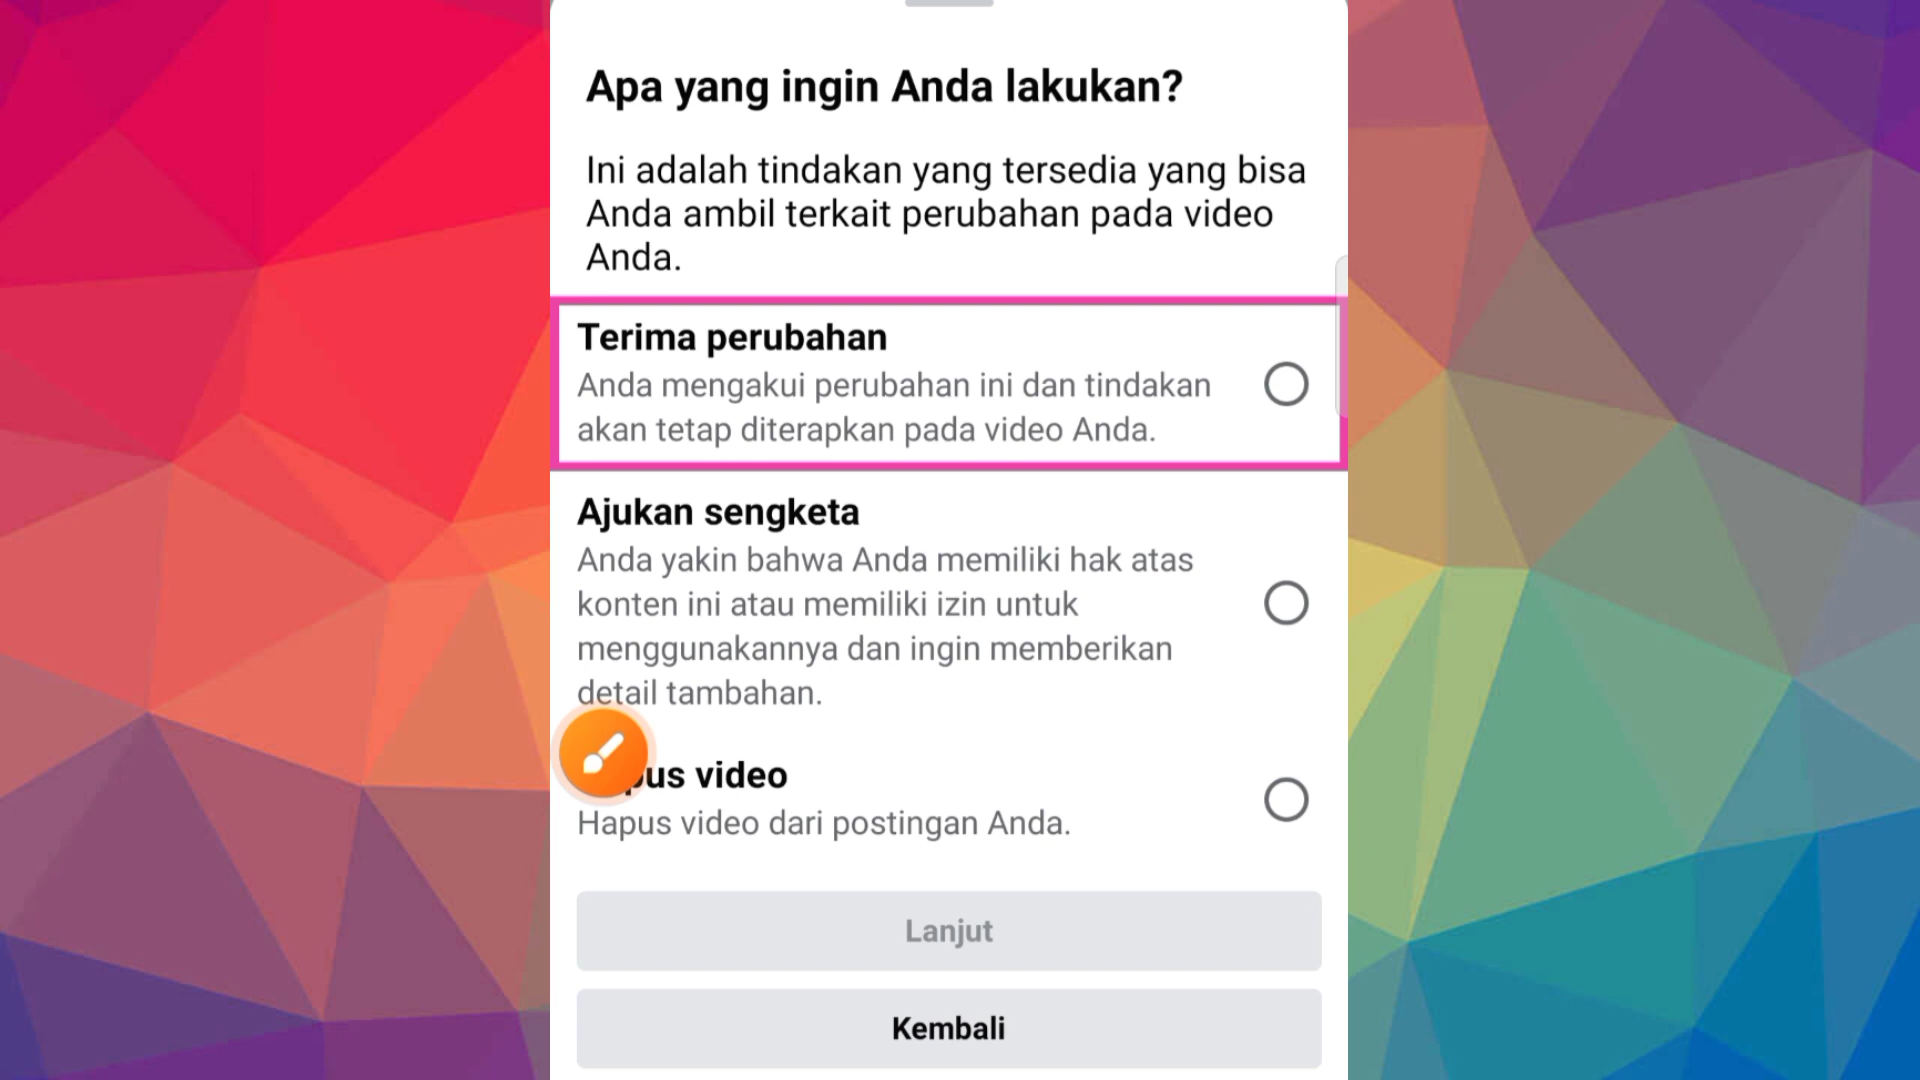 Apa yang ingin Anda lakukan?
Ini adalah tindakan yang tersedia yang bisa
Anda ambil terkait perubahan pada video
Anda.
Terima perubahan
Anda mengakui perubahan ini dan tindakan
akan tetap diterapkan pada video Anda.
Ajukan sengketa
Anda yakin bahwa Anda memiliki hak atas
konten ini atau memiliki izin untuk
menggunakannya dan ingin memberikan
detail tambahan.
video
Hapus video dari postingan Anda.
Lanjut
Kembali